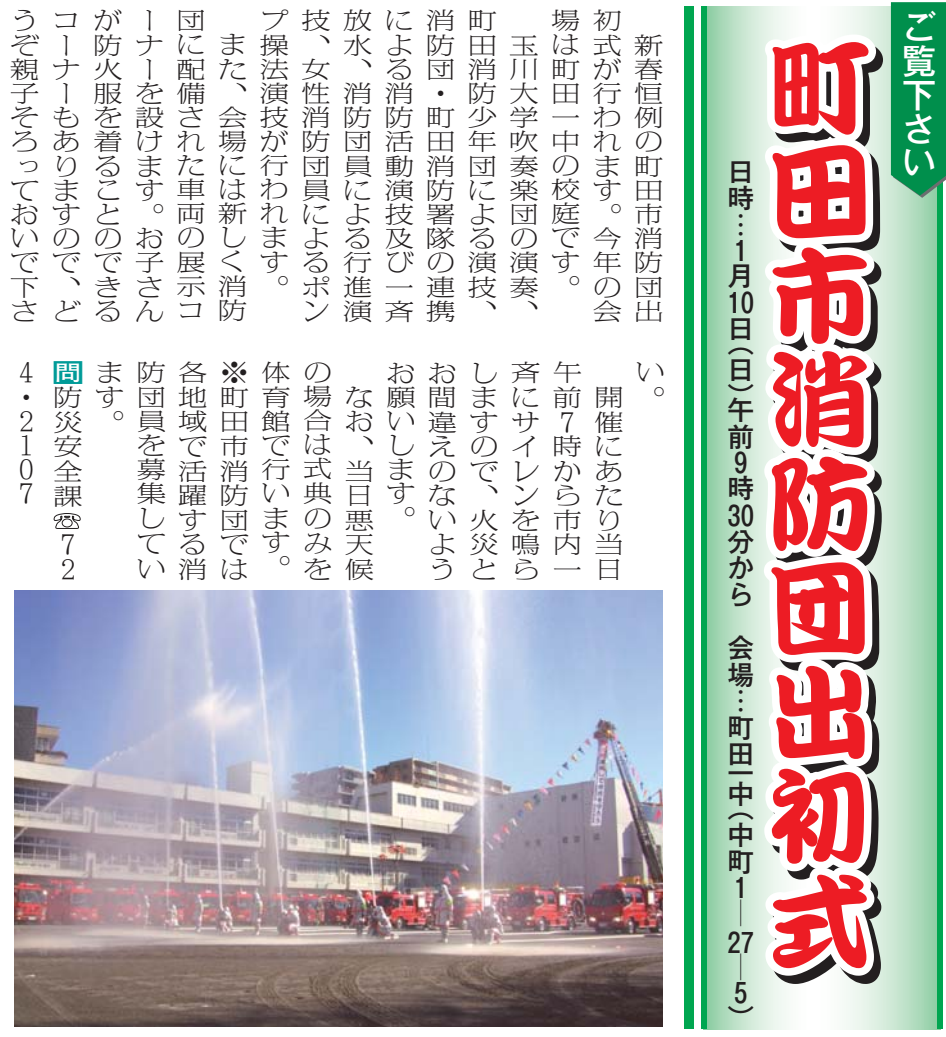 ご覧下さい
町田市消防団出初式
日時…1月10日(日)午前9時30分から　会場…町田一中(中町1―27―5)
　新春恒例の町田市消防団出
初式が行われます。今年の会
場は町田一中の校庭です。
　玉川大学吹奏楽団の演奏、
町田消防少年団による演技、
消防団・町田消防署隊の連携
による消防活動演技及び一斉
放水、消防団員による行進演
技、女性消防団員によるポン
プ操法演技が行われます。
　また、会場には新しく消防
団に配備された車両の展示コ
ーナーを設けます。お子さん
が防火服を着ることのできる
コーナーもありますので、ど
うぞ親子そろっておいで下さ
い。
　開催にあたり当日
午前7時から市内一
斉にサイレンを鳴ら
しますので、火災と
お間違えのないよう
お願いします。
　なお、当日悪天候
の場合は式典のみを
体育館で行います。
※町田市消防団では
各地域で活躍する消
防団員を募集してい
ます。
問防災安全課☎72
4・2107